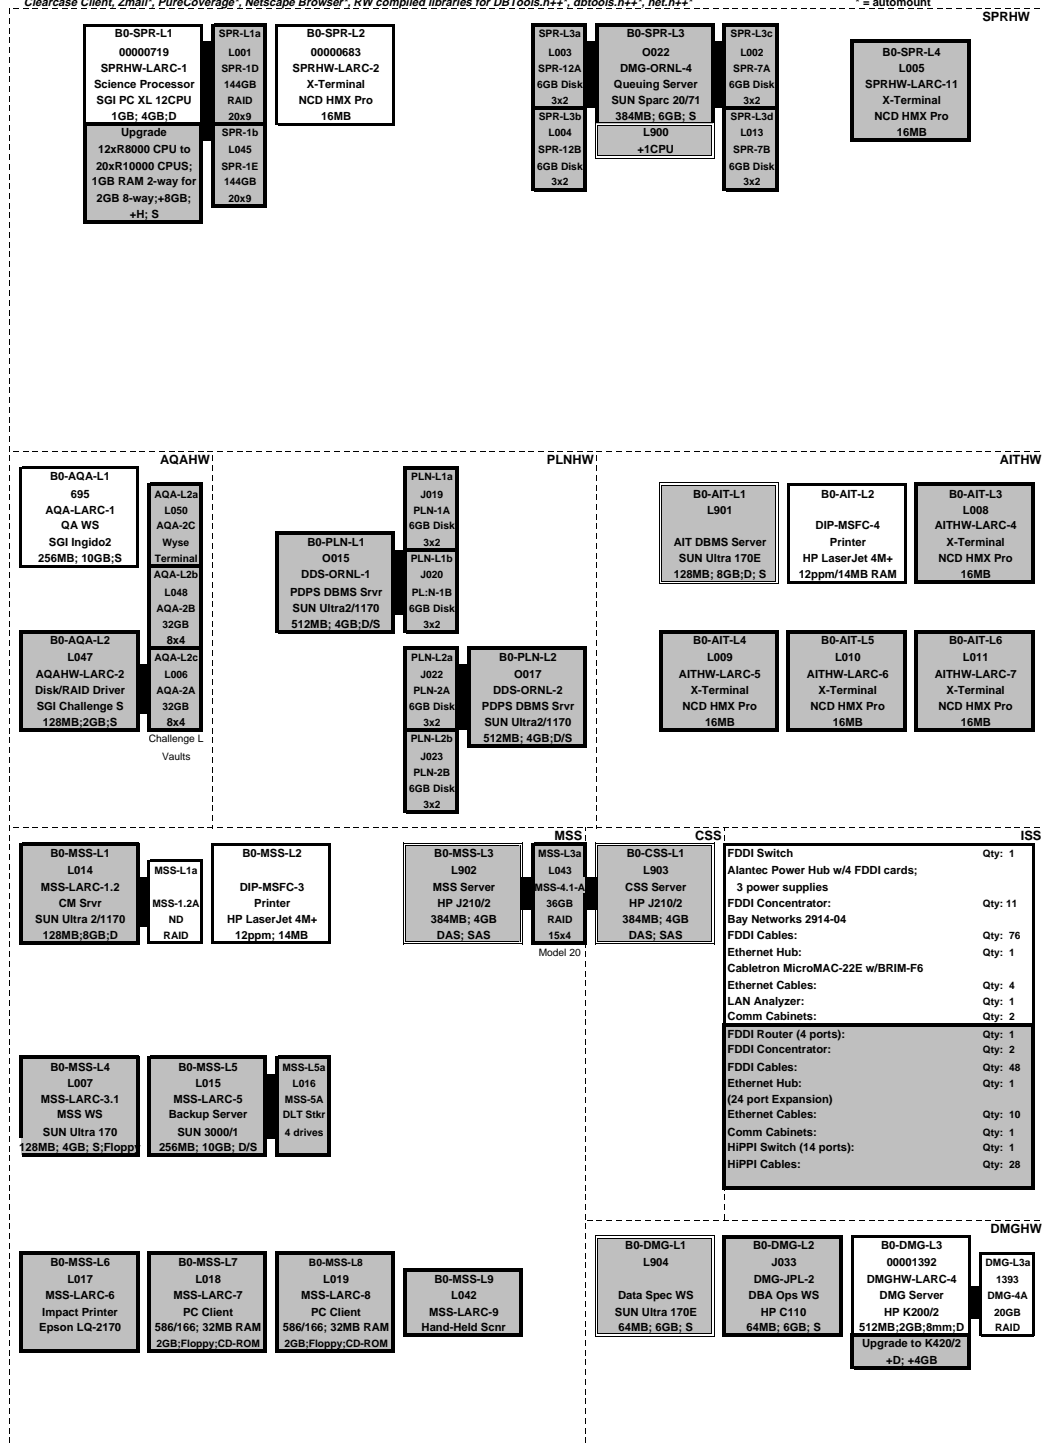 Clearcase Client, Zmail*, PureCoverage*, Netscape Browser*, RW compiled libraries for DBTools.h++*, dbtools.h++*, net.h++*
* = automount
SPRHW
B0-SPR-L1
00000719
SPRHW-LARC-1
Science Processor
SGI PC XL 12CPU
1GB; 4GB;D
Upgrade
12xR8000 CPU to
20xR10000 CPUS;
1GB RAM 2-way for
2GB 8-way;+8GB;
+H; S
SPR-L1a
L001
SPR-1D
144GB
RAID
20x9
SPR-1b
L045
SPR-1E
144GB
20x9
B0-SPR-L2
00000683
SPRHW-LARC-2
X-Terminal
NCD HMX Pro
16MB
SPR-L3a
L003
SPR-12A
6GB Disk
3x2
SPR-L3b
L004
SPR-12B
6GB Disk
3x2
B0-SPR-L3
O022
DMG-ORNL-4
Queuing Server
SUN Sparc 20/71
384MB; 6GB; S
L900
+1CPU
SPR-L3c
L002
SPR-7A
6GB Disk
3x2
SPR-L3d
L013
SPR-7B
6GB Disk
3x2
B0-SPR-L4
L005
SPRHW-LARC-11
X-Terminal
NCD HMX Pro
16MB
AQAHW
B0-AQA-L1
695
AQA-LARC-1
QA WS
SGI Ingido2
256MB; 10GB;S
AQA-L2a
L050
AQA-2C
Wyse
Terminal
AQA-L2b
L048
AQA-2B
32GB
8x4
B0-AQA-L2
L047
AQAHW-LARC-2
Disk/RAID Driver
SGI Challenge S
128MB;2GB;S
AQA-L2c
L006
AQA-2A
32GB
8x4
Challenge L
Vaults
PLNHW
B0-PLN-L1
O015
DDS-ORNL-1
PDPS DBMS Srvr
SUN Ultra2/1170
512MB; 4GB;D/S
PLN-L1a
J019
PLN-1A
6GB Disk
3x2
PLN-L1b
J020
PL:N-1B
6GB Disk
3x2
PLN-L2a
J022
PLN-2A
6GB Disk
3x2
PLN-L2b
J023
PLN-2B
6GB Disk
3x2
B0-PLN-L2
O017
DDS-ORNL-2
PDPS DBMS Srvr
SUN Ultra2/1170
512MB; 4GB;D/S
AITHW
B0-AIT-L1
L901
AIT DBMS Server
SUN Ultra 170E
128MB; 8GB;D; S
B0-AIT-L2
DIP-MSFC-4
Printer
HP LaserJet 4M+
12ppm/14MB RAM
B0-AIT-L3
L008
AITHW-LARC-4
X-Terminal
NCD HMX Pro
16MB
B0-AIT-L4
L009
AITHW-LARC-5
X-Terminal
NCD HMX Pro
16MB
B0-AIT-L5
L010
AITHW-LARC-6
X-Terminal
NCD HMX Pro
16MB
B0-AIT-L6
L011
AITHW-LARC-7
X-Terminal
NCD HMX Pro
16MB
MSS
B0-MSS-L1
L014
MSS-LARC-1.2
CM Srvr
SUN Ultra 2/1170
128MB;8GB;D
MSS-L1a
MSS-1.2A
ND
RAID
B0-MSS-L2
DIP-MSFC-3
Printer
HP LaserJet 4M+
12ppm; 14MB
B0-MSS-L3
L902
MSS Server
HP J210/2
384MB; 4GB
DAS; SAS
MSS-L3a
L043
MSS-4.1-A
36GB
RAID
15x4
Model 20
CSS
B0-CSS-L1
L903
CSS Server
HP J210/2
384MB; 4GB
DAS; SAS
ISS
FDDI Switch Qty: 1
Alantec Power Hub w/4 FDDI cards;
3 power supplies
FDDI Concentrator: Qty: 11
Bay Networks 2914-04
FDDI Cables: Qty: 76
Ethernet Hub: Qty: 1
Cabletron MicroMAC-22E w/BRIM-F6
Ethernet Cables: Qty: 4
LAN Analyzer: Qty: 1
Comm Cabinets: Qty: 2
FDDI Router (4 ports): Qty: 1
FDDI Concentrator: Qty: 2
FDDI Cables: Qty: 48
Ethernet Hub: Qty: 1
(24 port Expansion)
Ethernet Cables: Qty: 10
Comm Cabinets: Qty: 1
HiPPI Switch (14 ports): Qty: 1
HiPPI Cables: Qty: 28
B0-MSS-L4
L007
MSS-LARC-3.1
MSS WS
SUN Ultra 170
128MB; 4GB; S;Floppy
B0-MSS-L5
L015
MSS-LARC-5
Backup Server
SUN 3000/1
256MB; 10GB; D/S
MSS-L5a
L016
MSS-5A
DLT Stkr
4 drives
B0-MSS-L6
L017
MSS-LARC-6
Impact Printer
Epson LQ-2170
B0-MSS-L7
L018
MSS-LARC-7
PC Client
586/166; 32MB RAM
2GB;Floppy;CD-ROM
B0-MSS-L8
L019
MSS-LARC-8
PC Client
586/166; 32MB RAM
2GB;Floppy;CD-ROM
B0-MSS-L9
L042
MSS-LARC-9
Hand-Held Scnr
DMGHW
B0-DMG-L1
L904
Data Spec WS
SUN Ultra 170E
64MB; 6GB; S
B0-DMG-L2
J033
DMG-JPL-2
DBA Ops WS
HP C110
64MB; 6GB; S
B0-DMG-L3
00001392
DMGHW-LARC-4
DMG Server
HP K200/2
512MB;2GB;8mm;D
Upgrade to K420/2
+D; +4GB
DMG-L3a
1393
DMG-4A
20GB
RAID